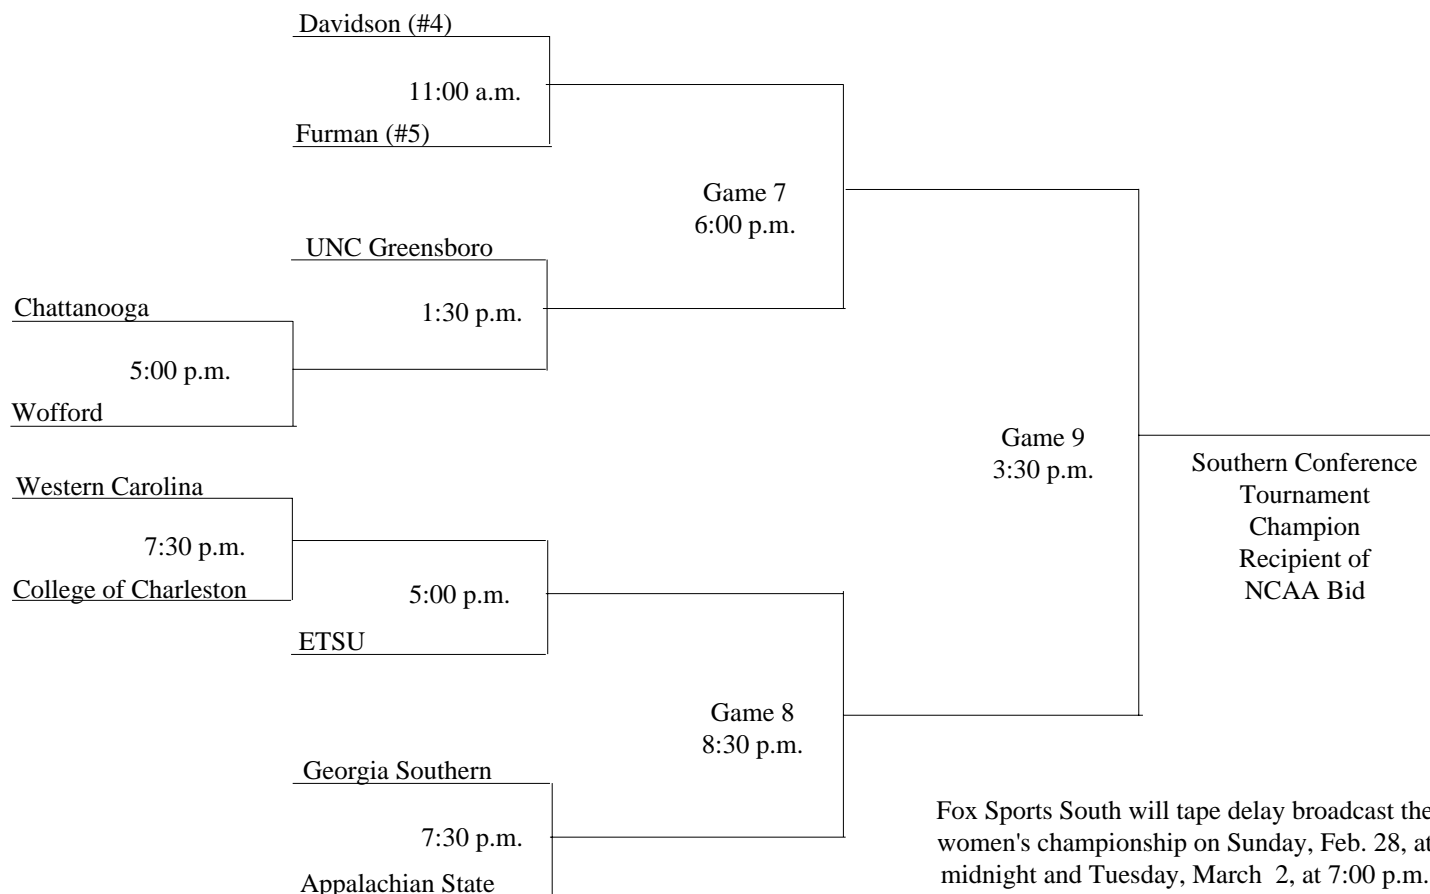 Davidson (#4)
11:00 a.m.
Furman (#5)
Game 7
6:00 p.m.
UNC Greensboro
Chattanooga
1:30 p.m.
5:00 p.m.
Wofford
Game 9
3:30 p.m.
Southern Conference
Tournament
Champion
Recipient of
NCAA Bid
Western Carolina
7:30 p.m.
College of Charleston
5:00 p.m.
ETSU
Game 8
8:30 p.m.
Georgia Southern
7:30 p.m.
Appalachian State
Fox Sports South will tape delay broadcast the
women's championship on Sunday, Feb. 28, at
midnight and Tuesday, March 2, at 7:00 p.m.